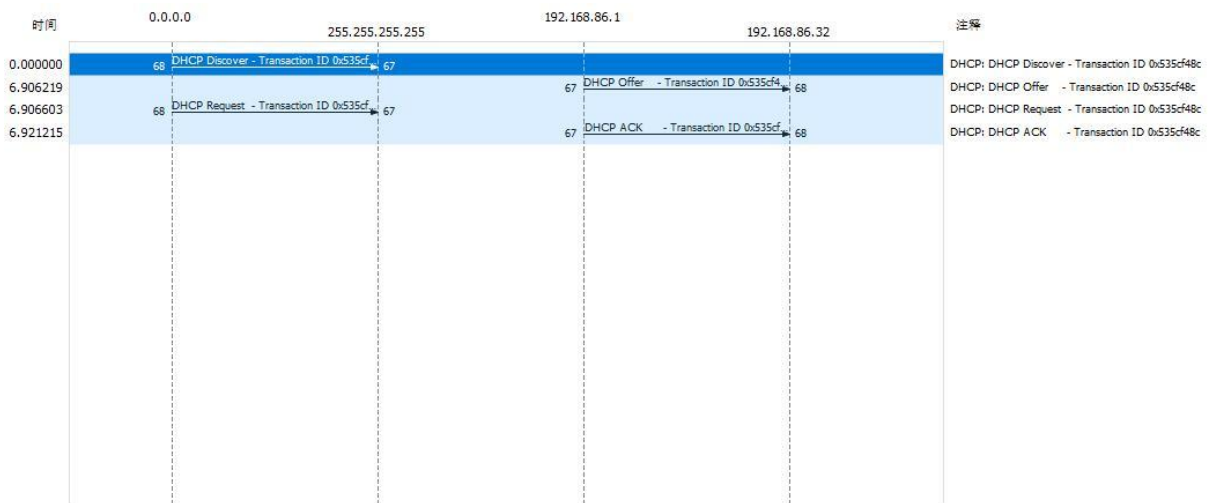 时间 0.0.0.0 255.255.255.255 192.168.86.1 192.168.86.32 注释
0.000000 68 DHCP Discover - Transaction ID 0x535cf... 67 DHCP: DHCP Discover - Transaction ID 0x535cf48c
6.906219 67 DHCP Offer - Transaction ID 0x535cf4... 68 DHCP: DHCP Offer - Transaction ID 0x535cf48c
6.906603 68 DHCP Request - Transaction ID 0x535cf... 67 DHCP: DHCP Request - Transaction ID 0x535cf48c
6.921215 67 DHCP ACK - Transaction ID 0x535cf... 68 DHCP: DHCP ACK - Transaction ID 0x535cf48c